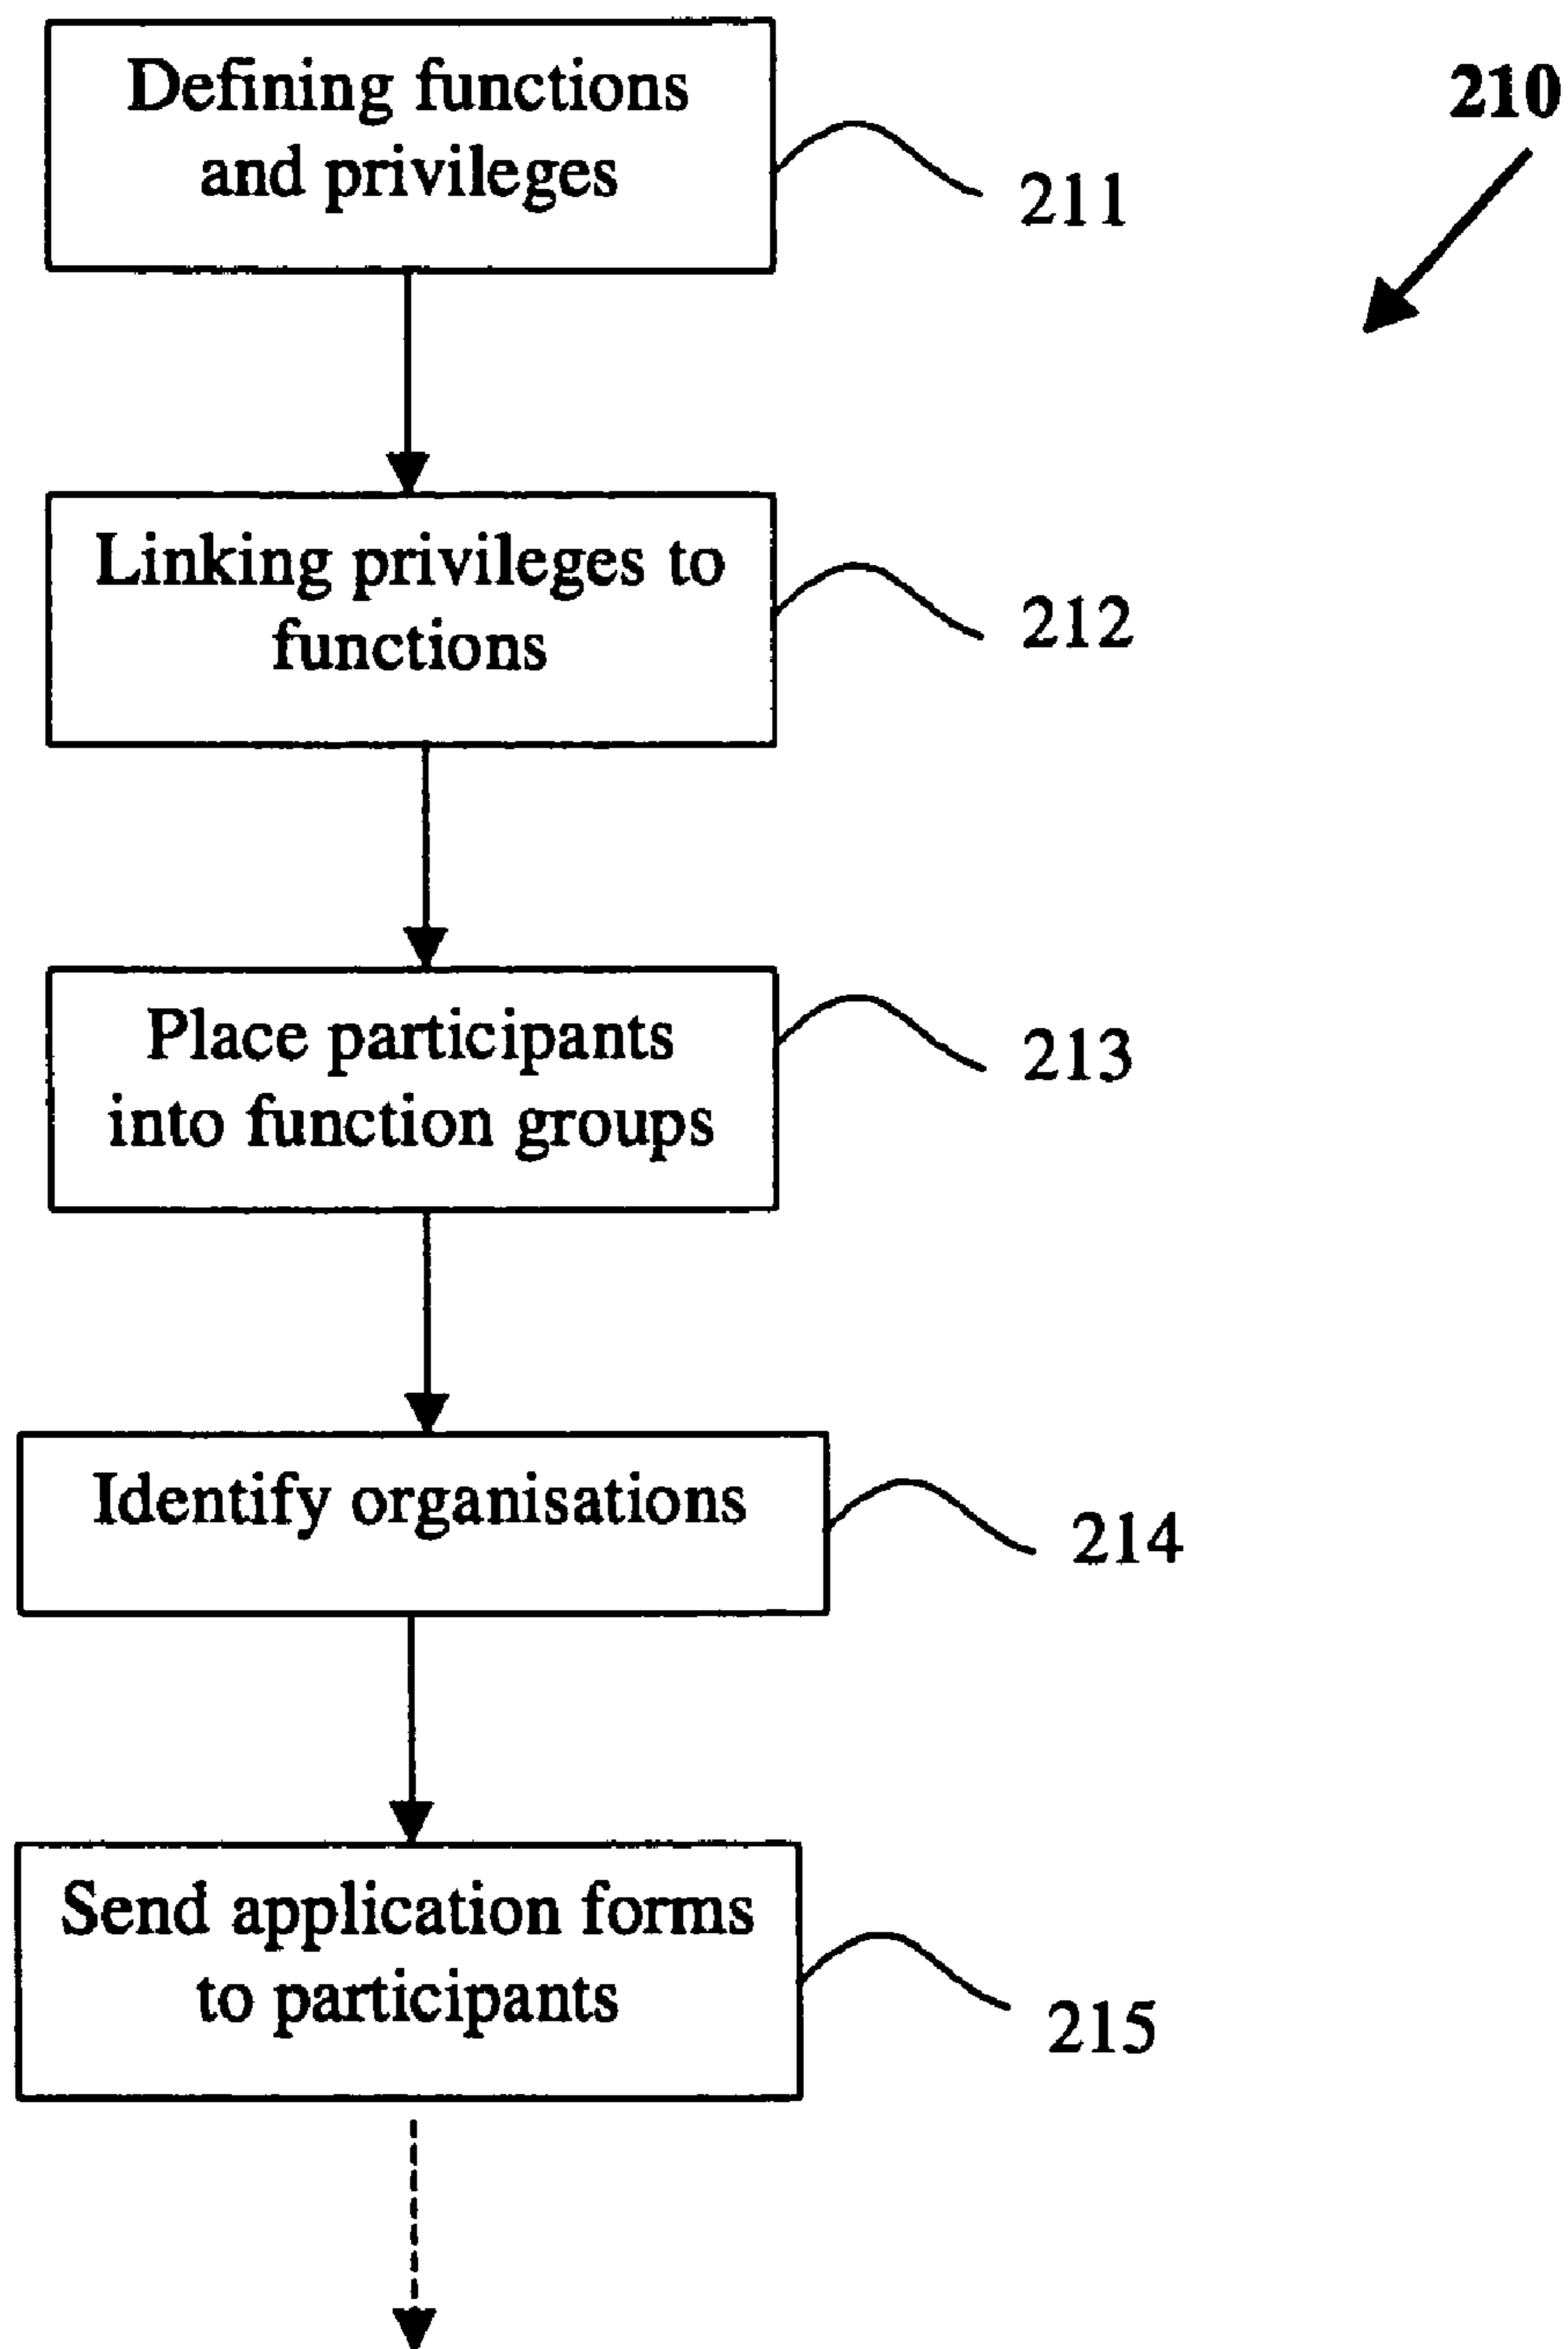 Defining functions
and privileges
210
211
Linking privileges to
functions
212
Place participants
into function groups
213
Identify organisations
214
Send application forms
to participants
215